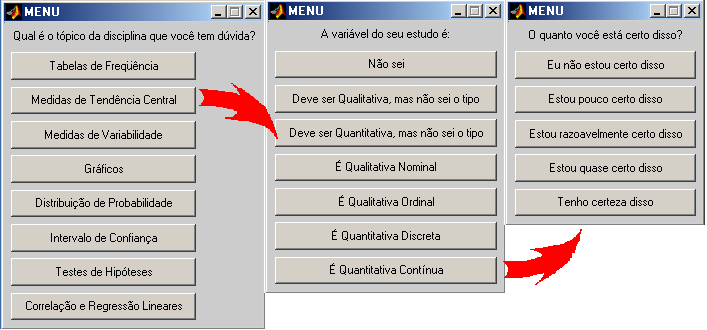 MENU
Qual é o tópico da disciplina que você tem dúvida?
Tabelas de Freqüência
Medidas de Tendência Central
Medidas de Variabilidade
Gráficos
Distribuição de Probabilidade
Intervalo de Confiança
Testes de Hipóteses
Correlação e Regressão Lineares
MENU
A variável do seu estudo é:
Não sei
Deve ser Qualitativa, mas não sei o tipo
Deve ser Quantitativa, mas não sei o tipo
É Qualitativa Nominal
É Qualitativa Ordinal
É Quantitativa Discreta
É Quantitativa Contínua
MENU
O quanto você está certo disso?
Eu não estou certo disso
Estou pouco certo disso
Estou razoavelmente certo disso
Estou quase certo disso
Tenho certeza disso